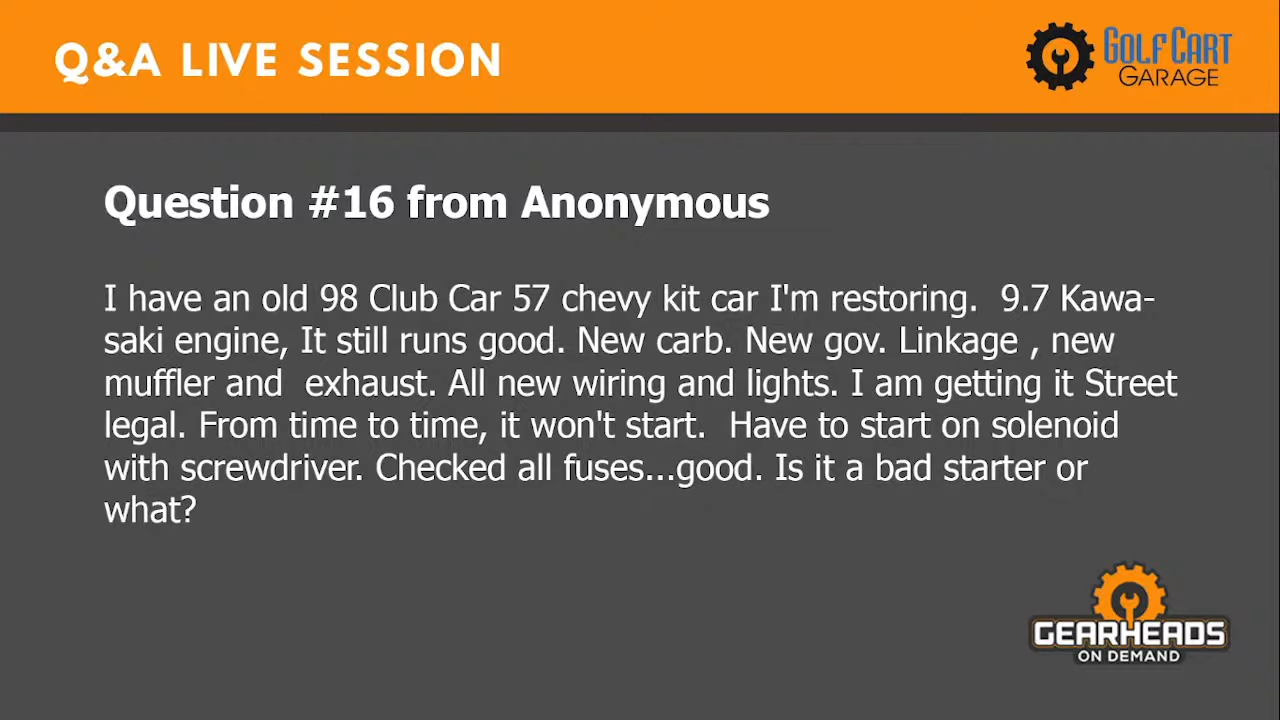 Q&A LIVE SESSION
GOLF CART
GARAGE
Question #16 from Anonymous
I have an old 98 Club Car 57 chevy kit car I'm restoring.  9.7 Kawa-
saki engine, It still runs good. New carb. New gov. Linkage , new
muffler and  exhaust. All new wiring and lights. I am getting it Street
legal. From time to time, it won't start.  Have to start on solenoid
with screwdriver. Checked all fuses...good. Is it a bad starter or
what?
GEARHEADS
ON DEMAND